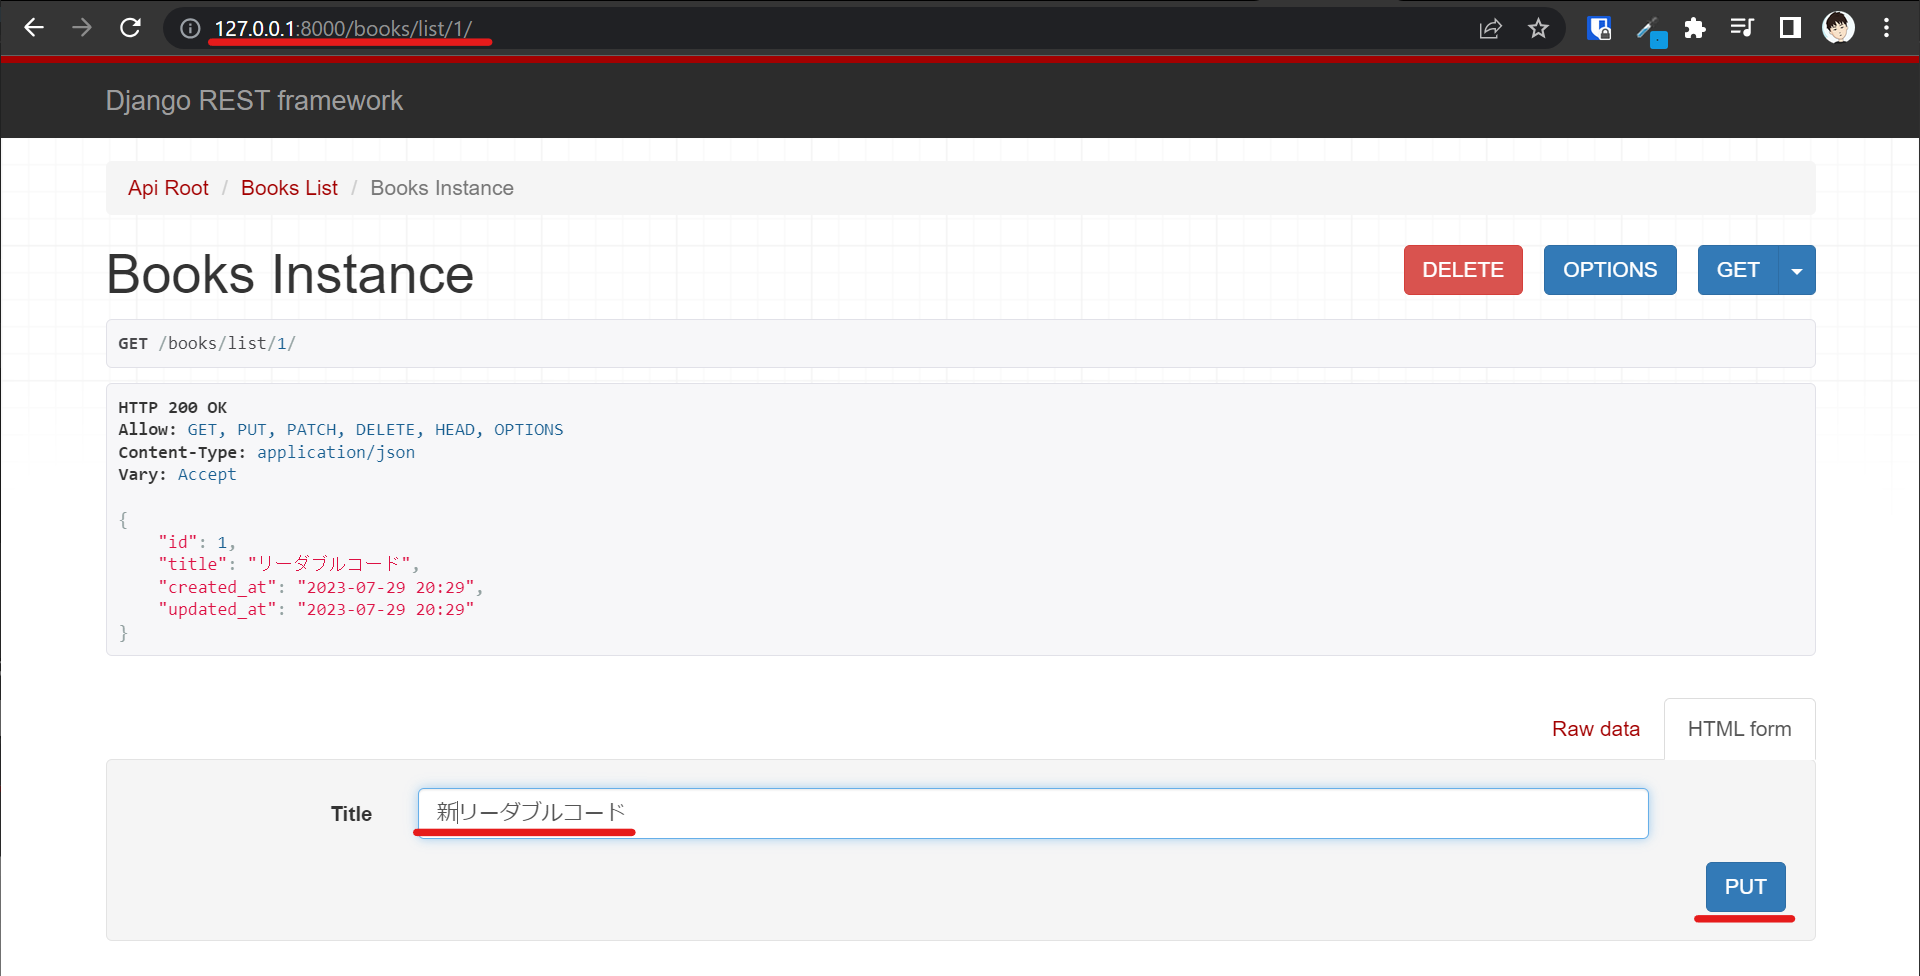 127.0.0.1:8000/books/list/1/
Django REST framework
Api Root / Books List / Books Instance
Books Instance
DELETE OPTIONS GET
GET /books/list/1/
HTTP 200 OK
Allow: GET, PUT, PATCH, DELETE, HEAD, OPTIONS
Content-Type: application/json
Vary: Accept
{
"id": 1,
"title": "リーダブルコード",
"created_at": "2023-07-29 20:29",
"updated_at": "2023-07-29 20:29"
}
Raw data HTML form
Title 新リーダブルコード
PUT